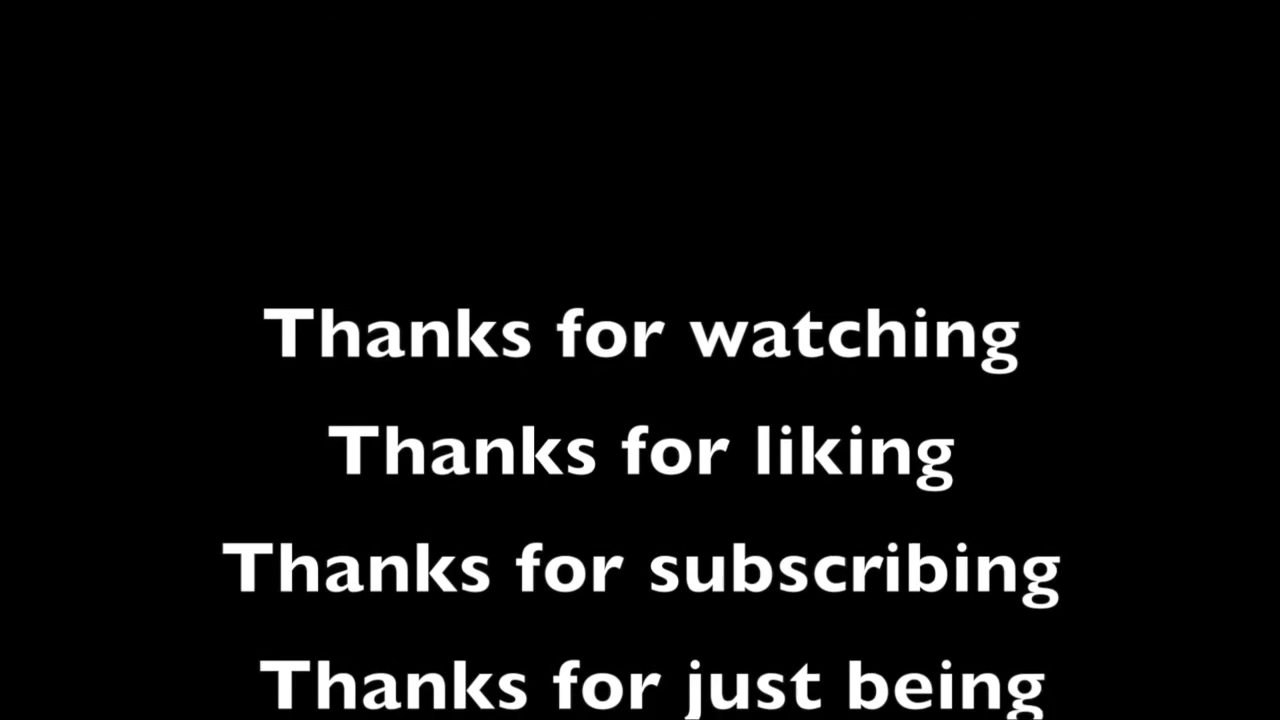 Thanks for watching
Thanks for liking
Thanks for subscribing
Thanks for just being